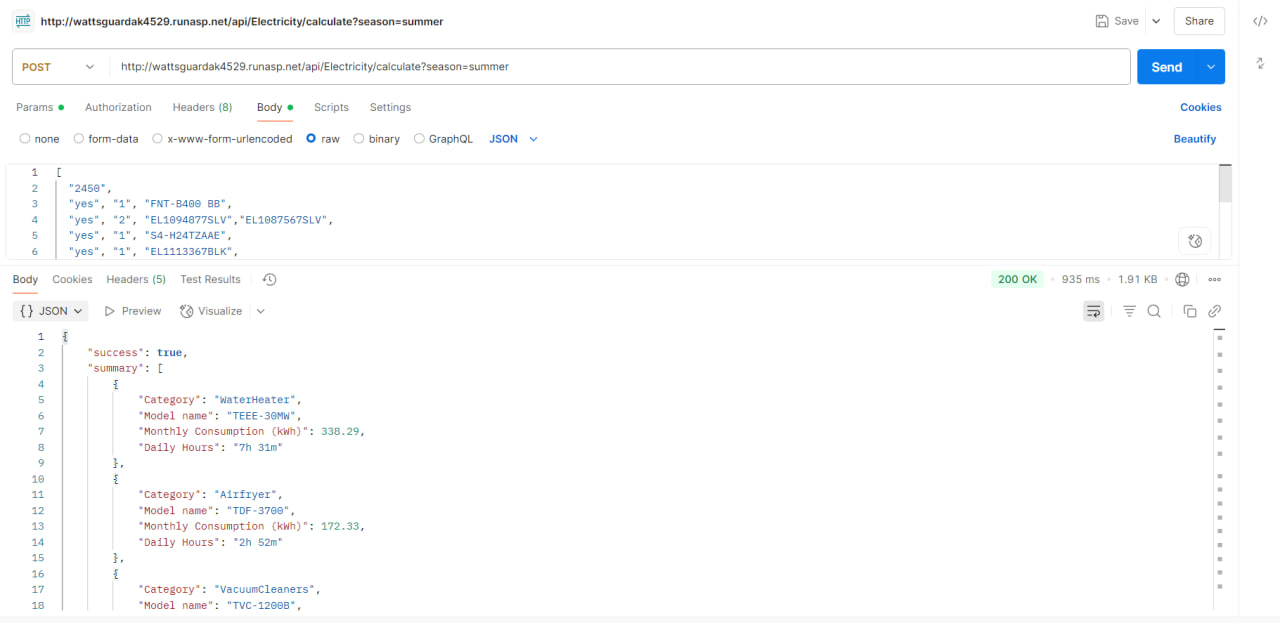 HTTP http://wattsguardak4529.runasp.net/api/Electricity/calculate?season=summer Save Share
POST http://wattsguardak4529.runasp.net/api/Electricity/calculate?season=summer Send
Params Authorization Headers (8) Body Scripts Settings Cookies
none form-data x-www-form-urlencoded raw binary GraphQL JSON Beautify
1 [
2 "2450",
3 "yes", "1", "FNT-B400 BB",
4 "yes", "2", "EL1094877SLV","EL1087567SLV",
5 "yes", "1", "S4-H24TZAAE",
6 "yes", "1", "EL1113367BLK",
Body Cookies Headers (5) Test Results 200 OK 935 ms 1.91 KB
{} JSON Preview Visualize
1 {
2 "success": true,
3 "summary": [
4 {
5 "Category": "WaterHeater",
6 "Model name": "TEEE-30MW",
7 "Monthly Consumption (kWh)": 338.29,
8 "Daily Hours": "7h 31m"
9 },
10 {
11 "Category": "Airfryer",
12 "Model name": "TDF-3700",
13 "Monthly Consumption (kWh)": 172.33,
14 "Daily Hours": "2h 52m"
15 },
16 {
17 "Category": "VacuumCleaners",
18 "Model name": "TVC-1200B",